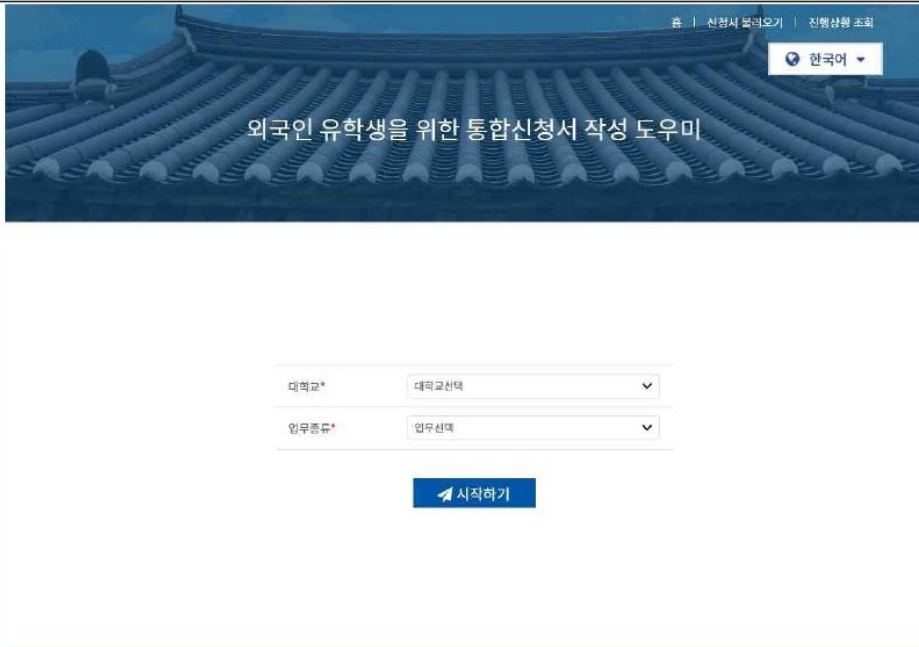 홈 | 신청서 불러오기 | 진행상황 조회
한국어
외국인 유학생을 위한 통합신청서 작성 도우미
대학교* 대학교선택
업무종류* 업무선택
시작하기